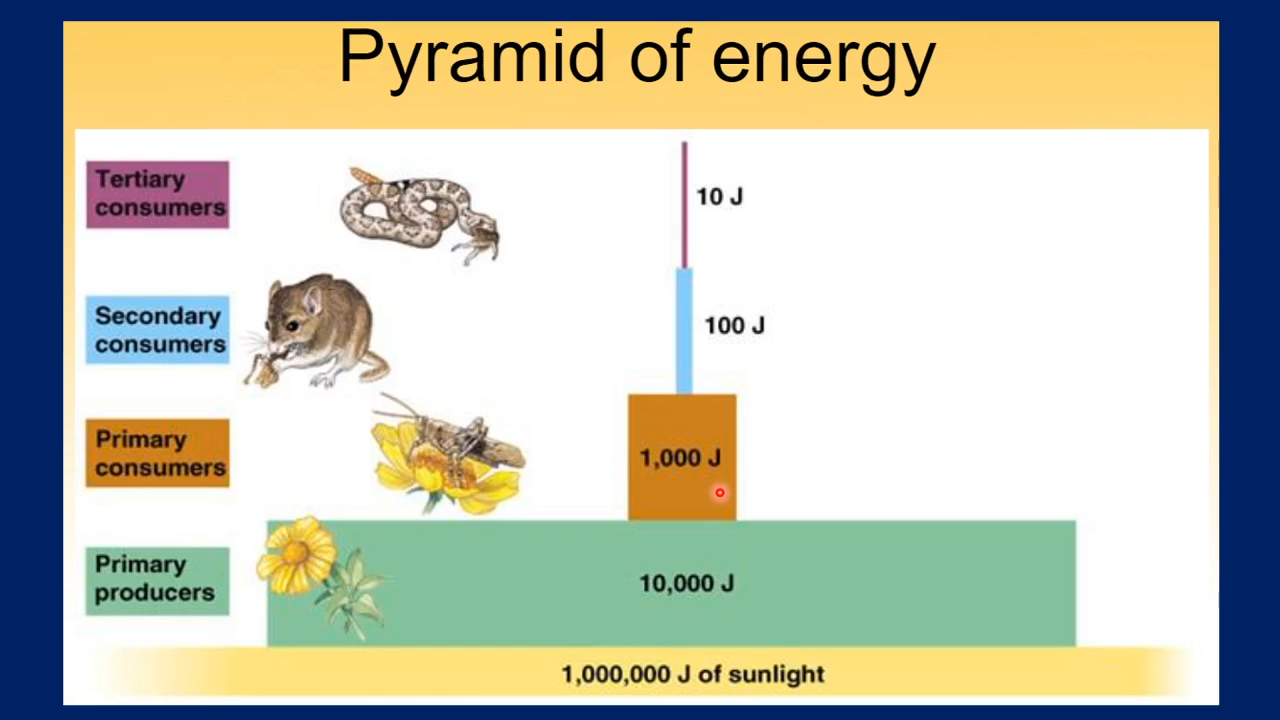 Pyramid of energy
Tertiary
consumers
10 J
Secondary
consumers
100 J
Primary
consumers
1,000 J
Primary
producers
10,000 J
1,000,000 J of sunlight